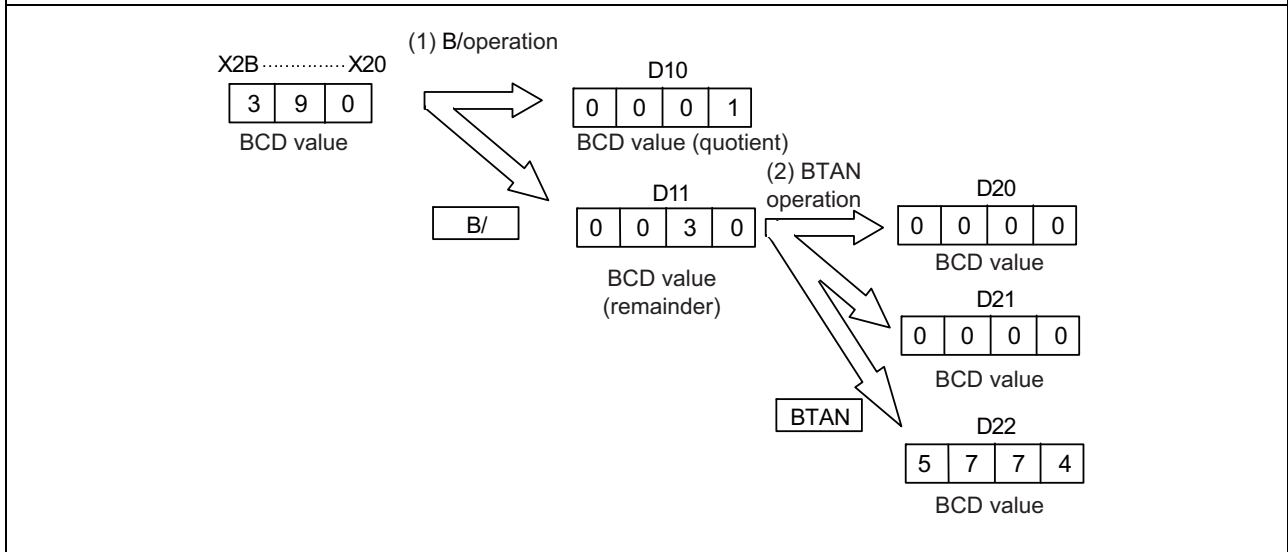 (1) B/operation
X2B ·············· X20
3 9 0
BCD value
D10
0 0 0 1
BCD value (quotient)
B/
D11
0 0 3 0
BCD value
(remainder)
(2) BTAN
operation
BTAN
D20
0 0 0 0
BCD value
D21
0 0 0 0
BCD value
D22
5 7 7 4
BCD value